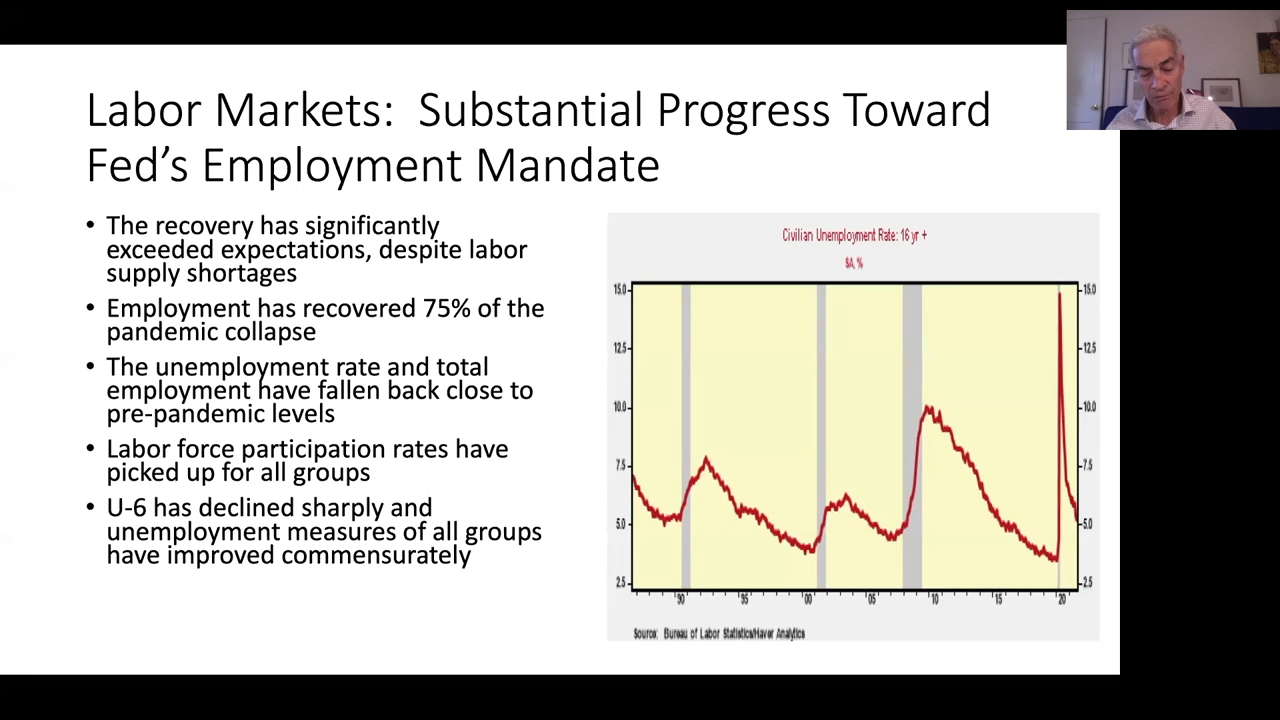 Labor Markets:  Substantial Progress Toward
Fed’s Employment Mandate
• The recovery has significantly
exceeded expectations, despite labor
supply shortages
• Employment has recovered 75% of the
pandemic collapse
• The unemployment rate and total
employment have fallen back close to
pre-pandemic levels
• Labor force participation rates have
picked up for all groups
• U-6 has declined sharply and
unemployment measures of all groups
have improved commensurately
Civilian Unemployment Rate: 16 yr +
SA, %
15.0 15.0
12.5 12.5
10.0 10.0
7.5 7.5
5.0 5.0
2.5 2.5
90 95 00 05 10 15 20
Source: Bureau of Labor Statistics/Haver Analytics